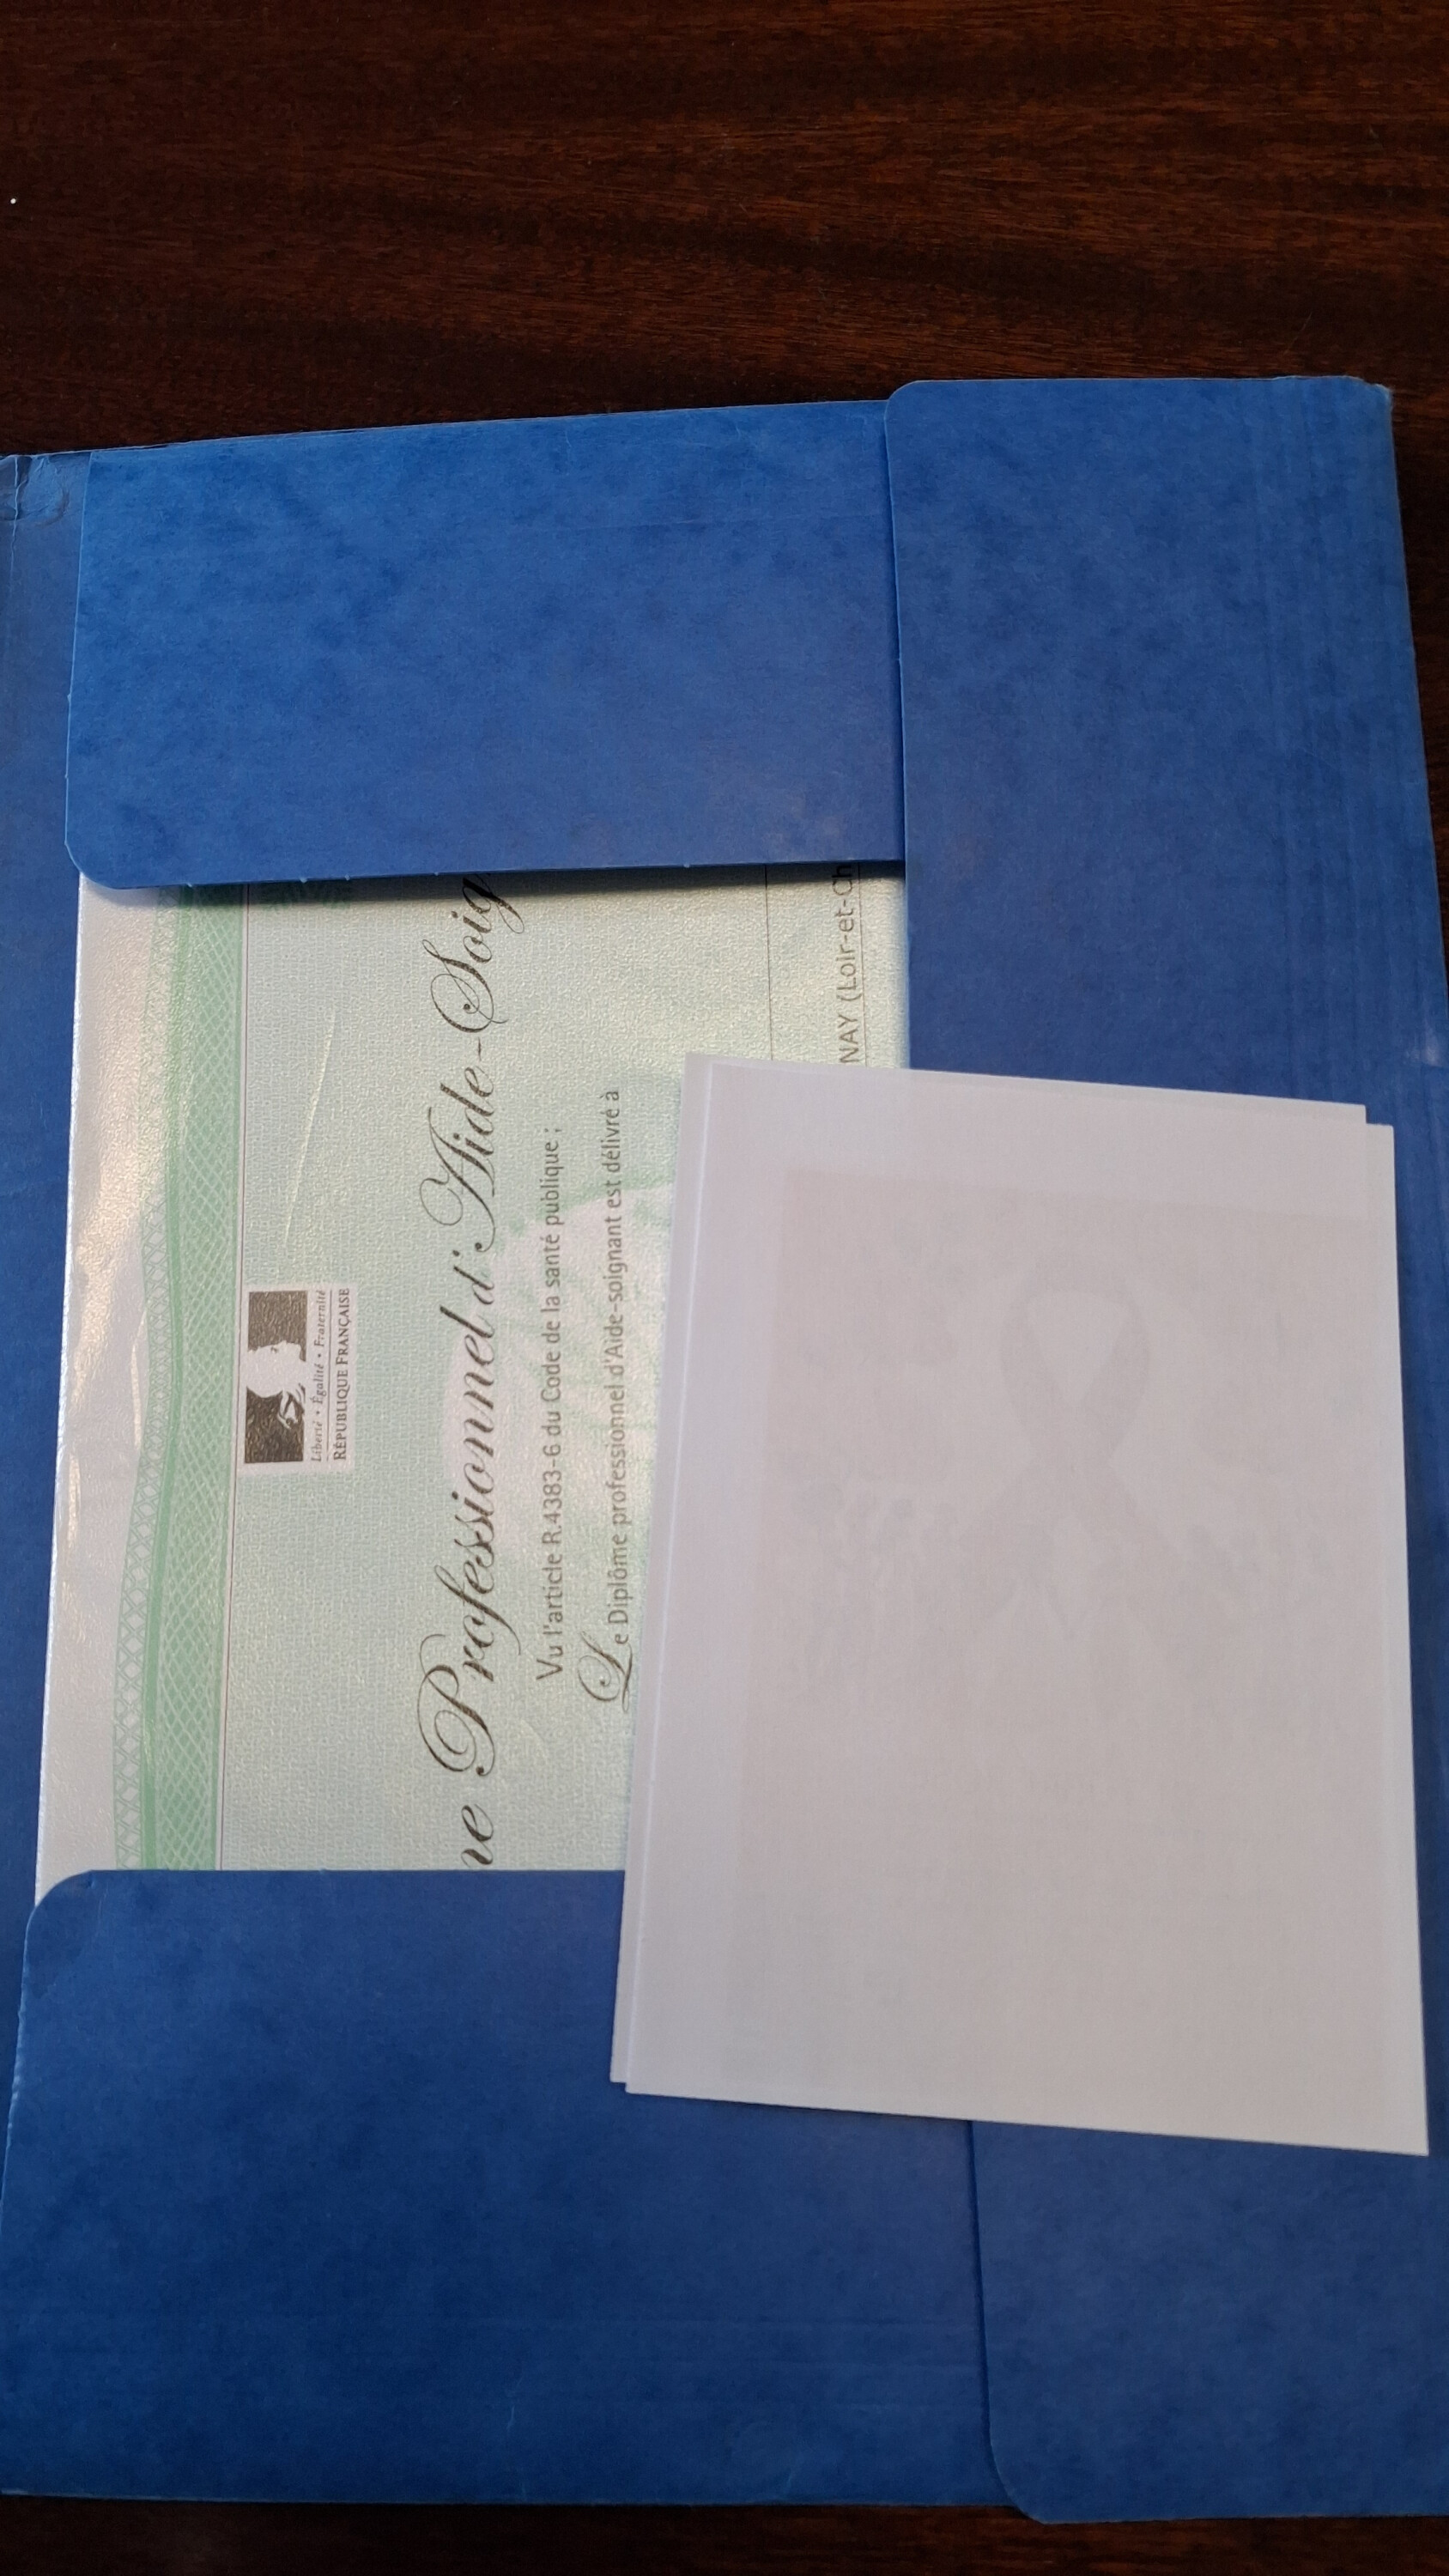 Liberté • Égalité • Fraternité
RÉPUBLIQUE FRANÇAISE
me Professionnel d'Aide-Soig
Vu l'article R.4383-6 du Code de la santé publique ;
Le Diplôme professionnel d'Aide-soignant est délivré à
NAY (Loir-et-Ch